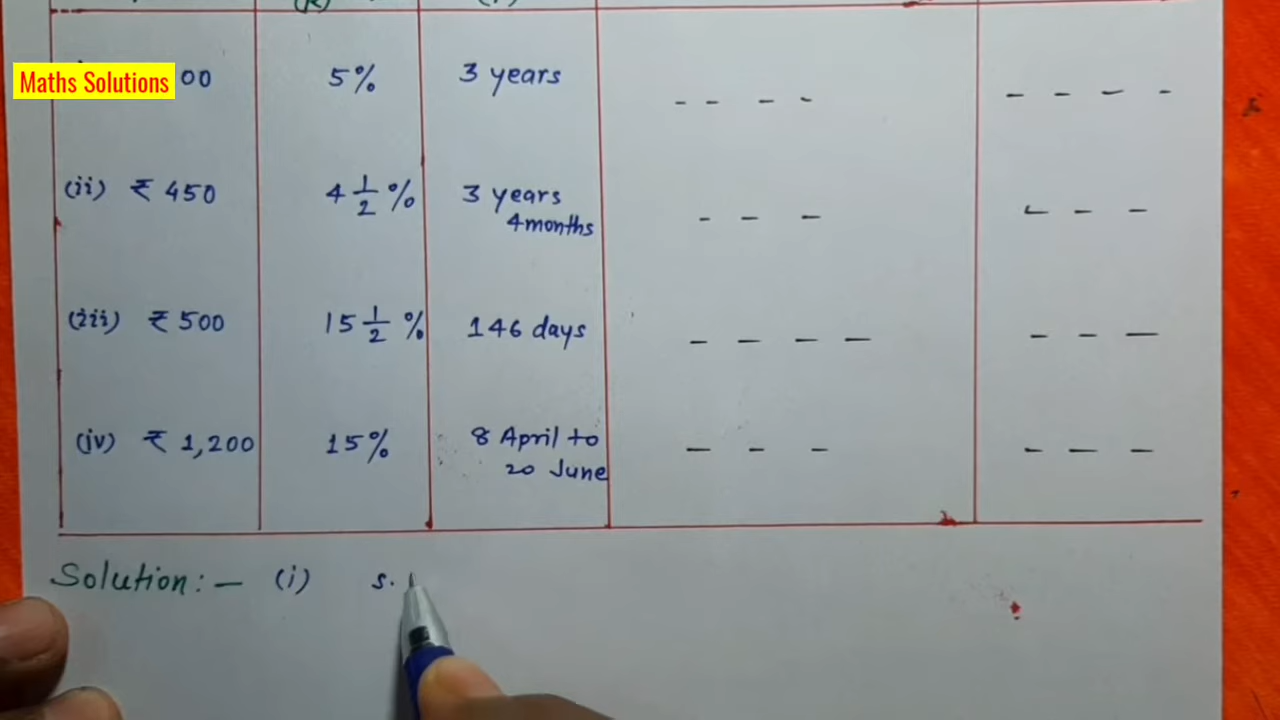 (R)
Maths Solutions 00 5% 3 years - - - - - - - -
(ii) ₹ 450 4 1/2 % 3 years - - - - - -
4 months
(iii) ₹ 500 15 1/2 % 146 days - - - - - - -
(iv) ₹ 1,200 15% 8 April to - - - - - -
20 June
Solution:- (i) S.